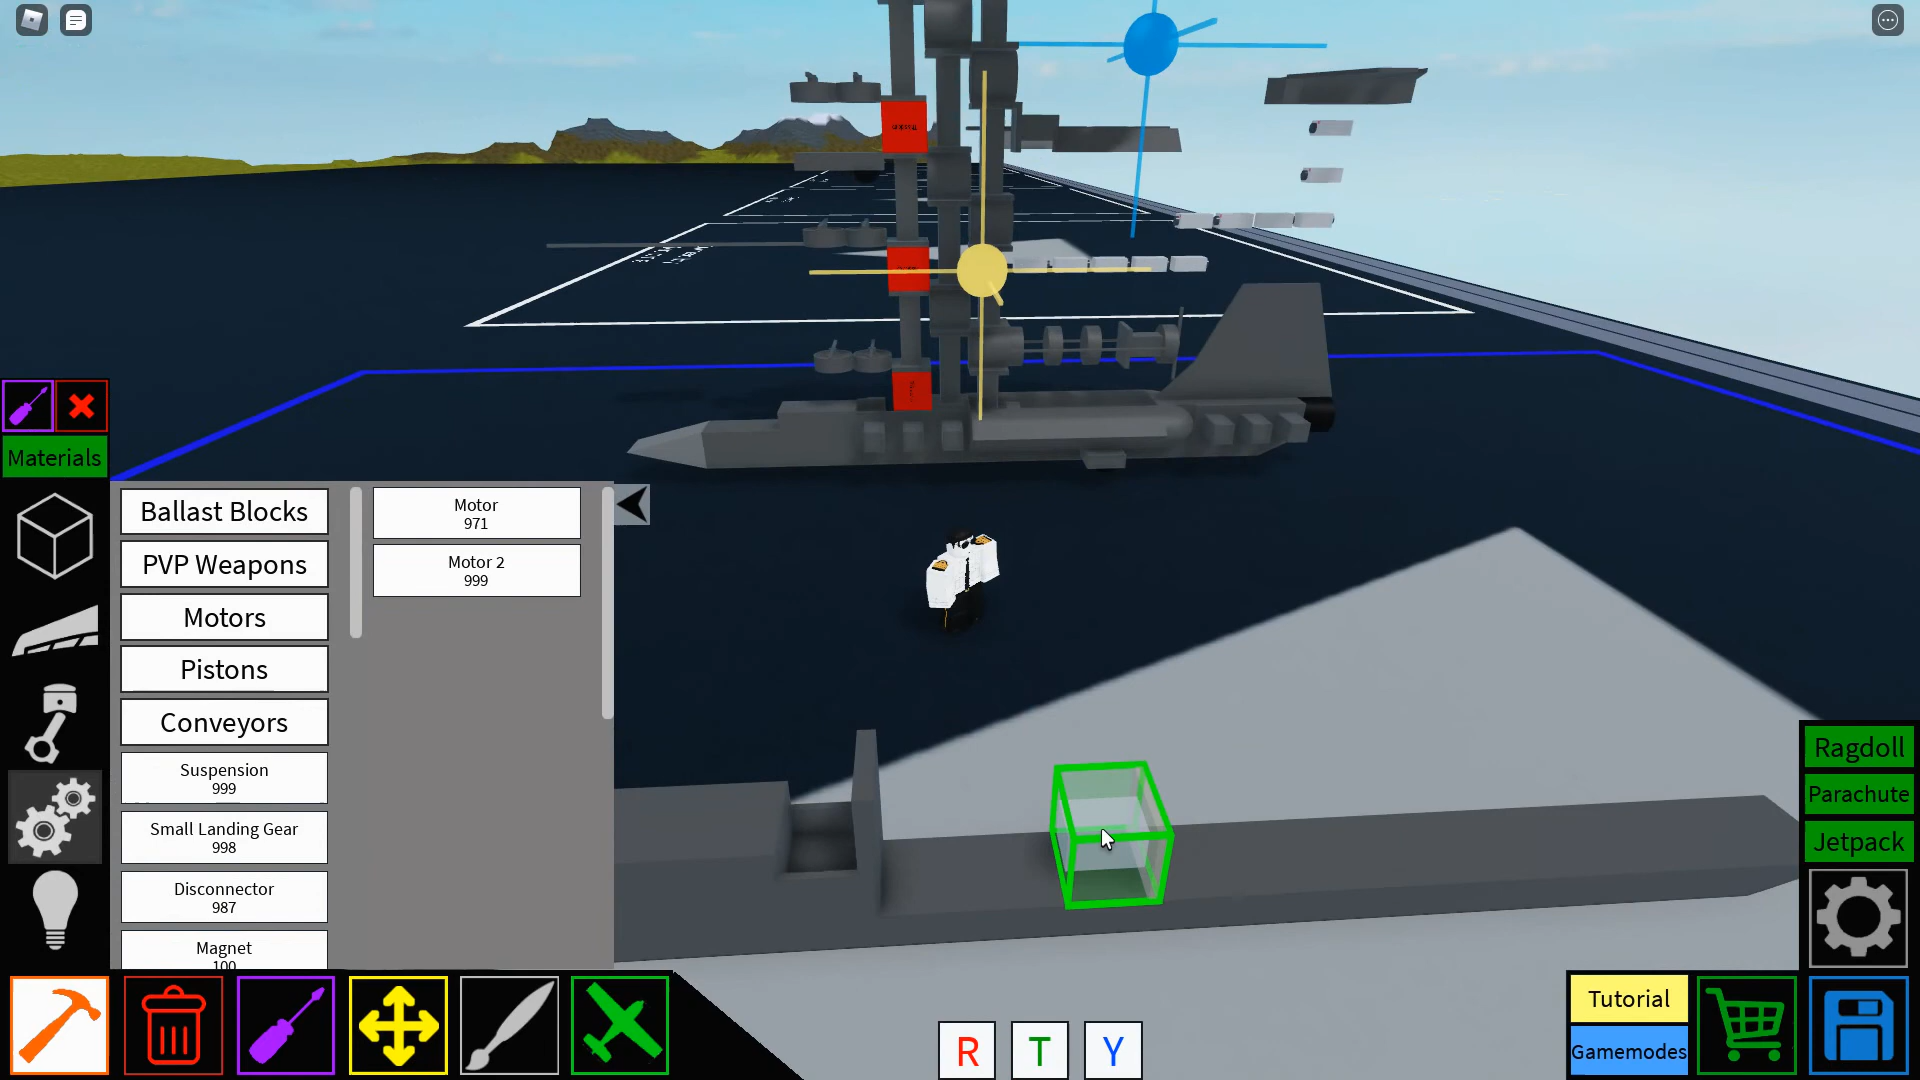 Materials
Ballast Blocks
PVP Weapons
Motors
Pistons
Conveyors
Suspension
999
Small Landing Gear
998
Disconnector
987
Magnet
100
Motor
971
Motor 2
999
Ragdoll
Parachute
Jetpack
Tutorial
Gamemodes
R
T
Y